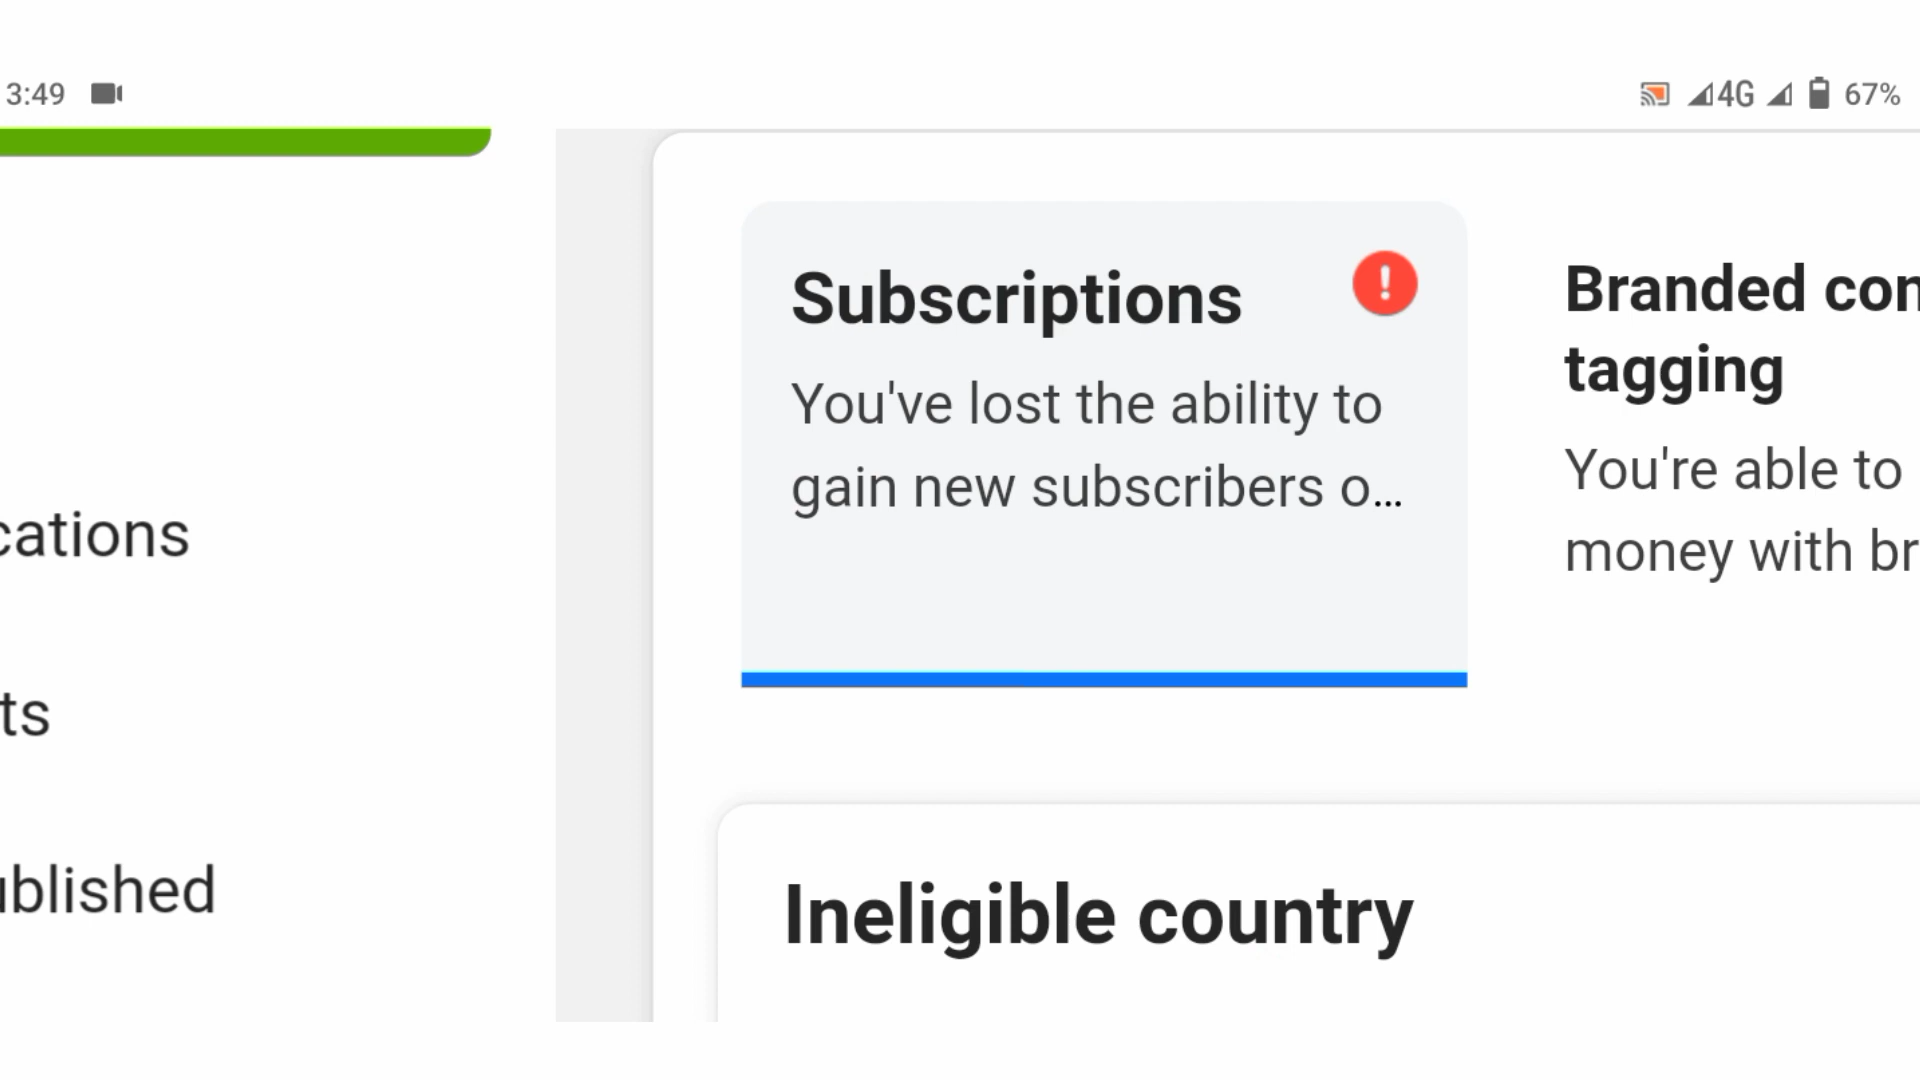 3:49
4G 67%
Subscriptions
You've lost the ability to
gain new subscribers o...
Branded con
tagging
You're able to
money with br
cations
ts
ublished
Ineligible country